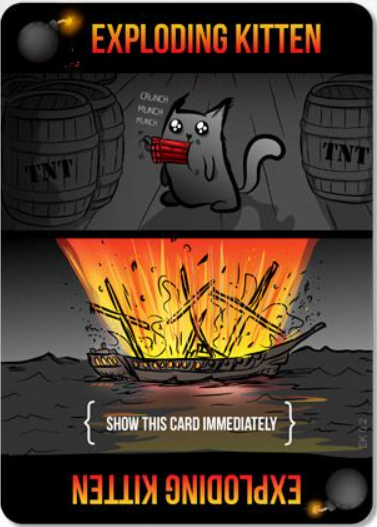 EXPLODING KITTEN
CRUNCH
MUNCH
MUNCH
TNT
TNT
{ SHOW THIS CARD IMMEDIATELY }
EXPLODING KITTEN